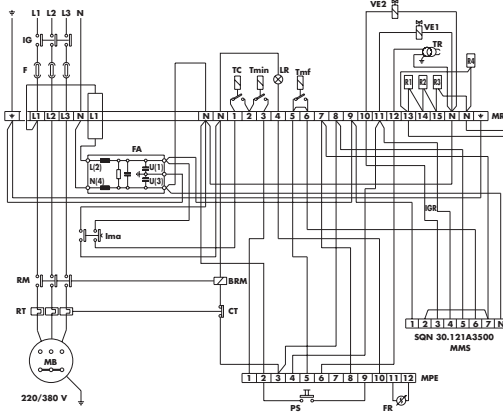 VE2
L1 L2 L3 N
VE1
IG
TR
TC Tmin LR Tmf
R4
F
R1 R2 R3
L1 L2 L3 N L1 N N 1 2 3 4 5 6 7 8 9 10 11 12 13 14 15 N N MR
FA
L(2) U(1)
N(4) U(3)
IGR
Ima
RM BRM
RT CT
1 2 3 4 5 6 7 N
SQN 30.121A3500
MMS
MB
1 2 3 4 5 6 7 8 9 10 11 12 MPE
220/380 V
PS FR